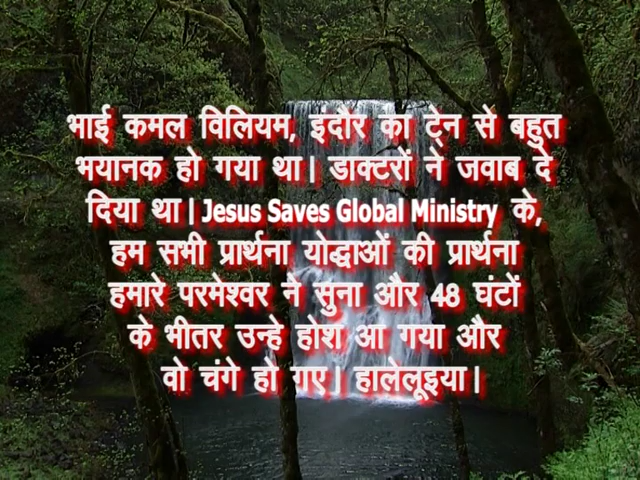 भाई कमल विलियम, इंदौर का ट्रेन से बहुत
भयानक हो गया था। डाक्टरों ने जवाब दे
दिया था| Jesus Saves Global Ministry के,
हम सभी प्रार्थना योद्धाओं की प्रार्थना
हमारे परमेश्वर ने सुना और 48 घंटों
के भीतर उन्हे होश आ गया और
वो चंगे हो गए। हालेलूइया।